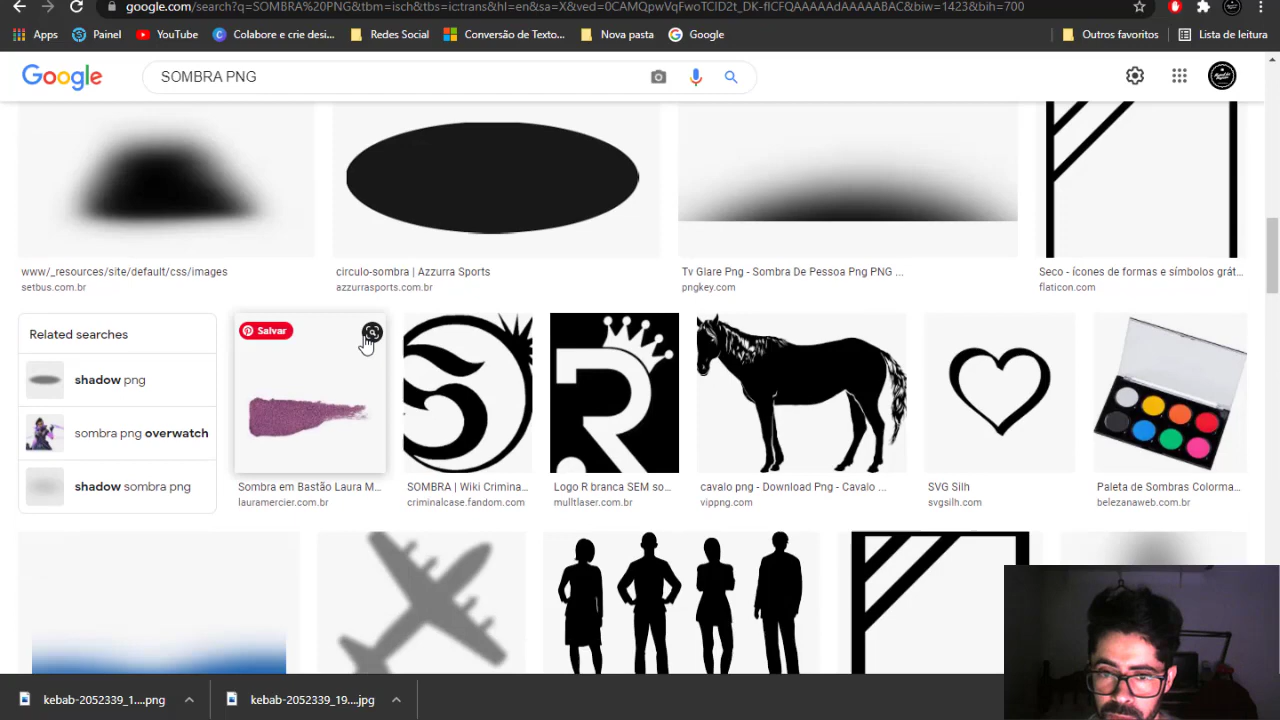 google.com/search?q=SOMBRA%20PNG&tbm=isch&tbs=ic:trans&hl=en&sa=X&ved=0CAMQpwVqFwoTCID2t_DK-fICFQAAAAAdAAAAABAC&biw=1423&bih=700
Apps
Painel
YouTube
Colabore e crie desi...
Redes Social
Conversão de Texto...
Nova pasta
Google
Outros favoritos
Lista de leitura
Google
SOMBRA PNG
www/_resources/site/default/css/images
setbus.com.br
circulo-sombra | Azzurra Sports
azzurrasports.com.br
Tv Glare Png - Sombra De Pessoa Png PNG ...
pngkey.com
Seco - ícones de formas e símbolos grát...
flaticon.com
Related searches
shadow png
sombra png overwatch
shadow sombra png
Salvar
Sombra em Bastão Laura M...
lauramercier.com.br
SOMBRA | Wiki Crimina...
criminalcase.fandom.com
R
Logo R branca SEM so...
multlaser.com.br
cavalo png - Download Png - Cavalo ...
vippng.com
SVG Silh
svgsilh.com
Paleta de Sombras Colorma...
belezanaweb.com.br
kebab-2052339_1....png
kebab-2052339_19....jpg